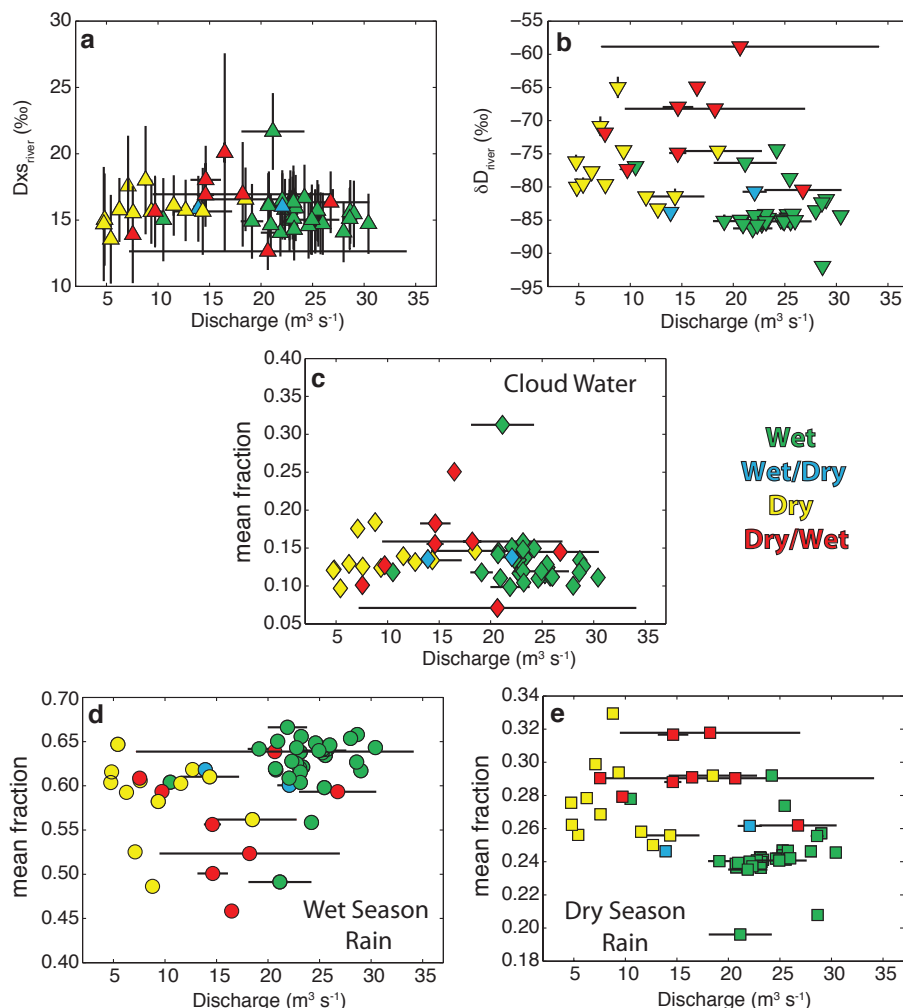 a
Dxs river (‰)
30
25
20
15
10
5 10 15 20 25 30 35
Discharge (m³ s⁻¹)
b
δD river (‰)
−55
−60
−65
−70
−75
−80
−85
−90
−95
5 10 15 20 25 30 35
Discharge (m³ s⁻¹)
c
Cloud Water
mean fraction
0.40
0.35
0.30
0.25
0.20
0.15
0.10
0.05
5 10 15 20 25 30 35
Discharge (m³ s⁻¹)
Wet
Wet/Dry
Dry
Dry/Wet
d
mean fraction
0.70
0.65
0.60
0.55
0.50
0.45
0.40
Wet Season
Rain
5 10 15 20 25 30 35
Discharge (m³ s⁻¹)
e
mean fraction
0.34
0.32
0.30
0.28
0.26
0.24
0.22
0.20
0.18
Dry Season
Rain
5 10 15 20 25 30 35
Discharge (m³ s⁻¹)